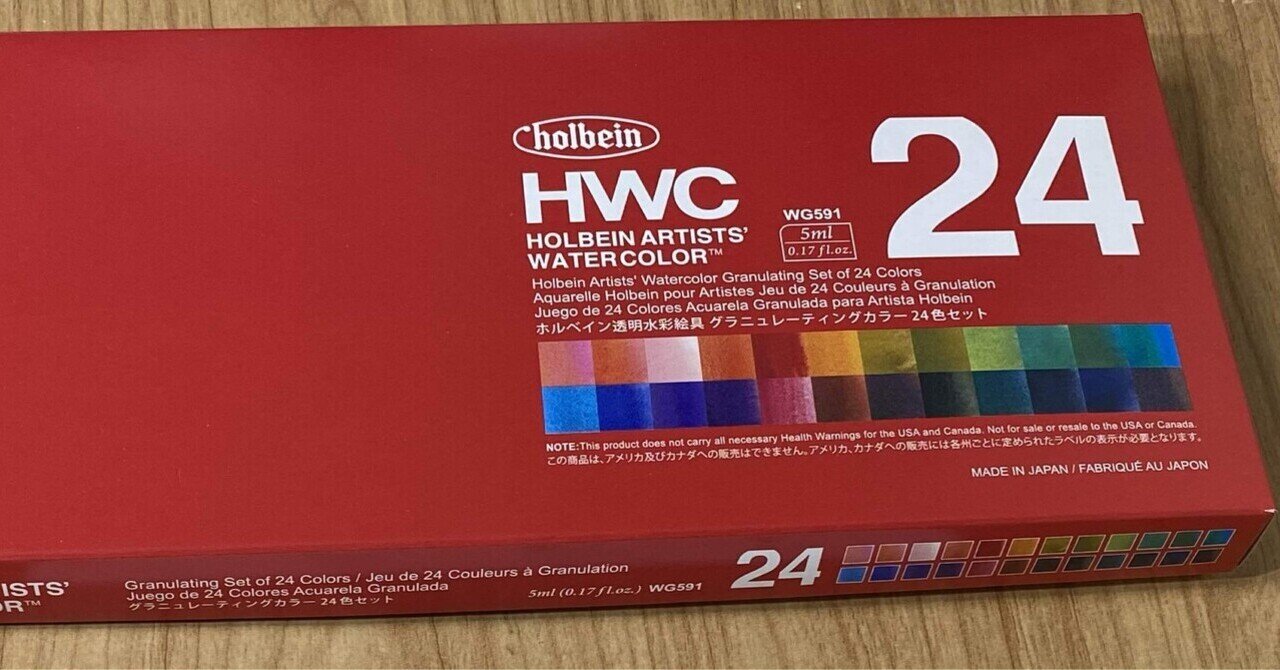 holbein
HWC
HOLBEIN ARTISTS'
WATERCOLOR™
WG591
5ml
0.17 fl.oz.
24
Holbein Artists' Watercolor Granulating Set of 24 Colors
Aquarelle Holbein pour Artistes Jeu de 24 Couleurs à Granulation
Juego de 24 Colores Acuarela Granulada para Artista Holbein
ホルベイン透明水彩絵具 グラニュレーティングカラー 24色セット
NOTE:This product does not carry all necessary Health Warnings for the USA and Canada. Not for sale or resale to the USA or Canada.
この商品は、アメリカ及びカナダへの販売はできません。アメリカ、カナダへの販売には各州ごとに定められたラベルの表示が必要となります。
MADE IN JAPAN / FABRIQUÉ AU JAPON
ISTS'
OR™
Granulating Set of 24 Colors / Jeu de 24 Couleurs à Granulation
Juego de 24 Colores Acuarela Granulada
グラニュレーティングカラー 24色セット
5ml (0.17 fl.oz.) WG591
24